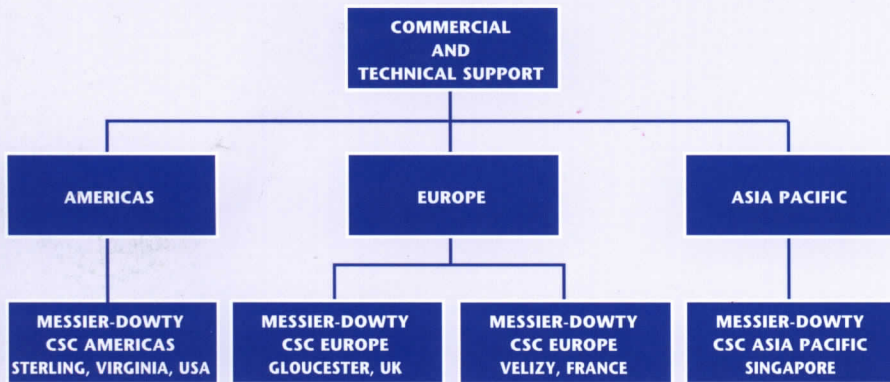 COMMERCIAL
AND
TECHNICAL SUPPORT
AMERICAS
EUROPE
ASIA PACIFIC
MESSIER-DOWTY
CSC AMERICAS
STERLING, VIRGINIA, USA
MESSIER-DOWTY
CSC EUROPE
GLOUCESTER, UK
MESSIER-DOWTY
CSC EUROPE
VELIZY, FRANCE
MESSIER-DOWTY
CSC ASIA PACIFIC
SINGAPORE